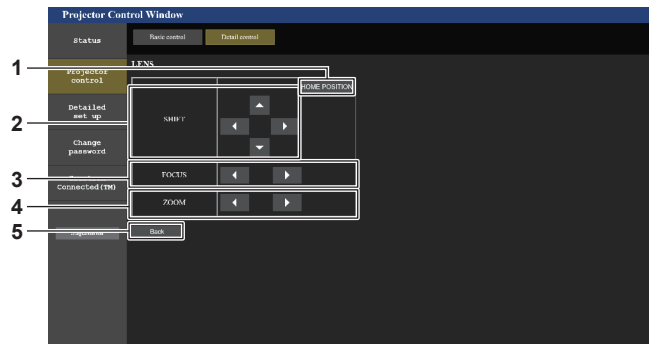 Projector Control Window
Status
Basic control
Detail control
LENS
1
Projector
control
HOME POSITION
2
Detailed
set up
SHIFT
Change
password
3
FOCUS
Connected(TM)
4
ZOOM
5
Back